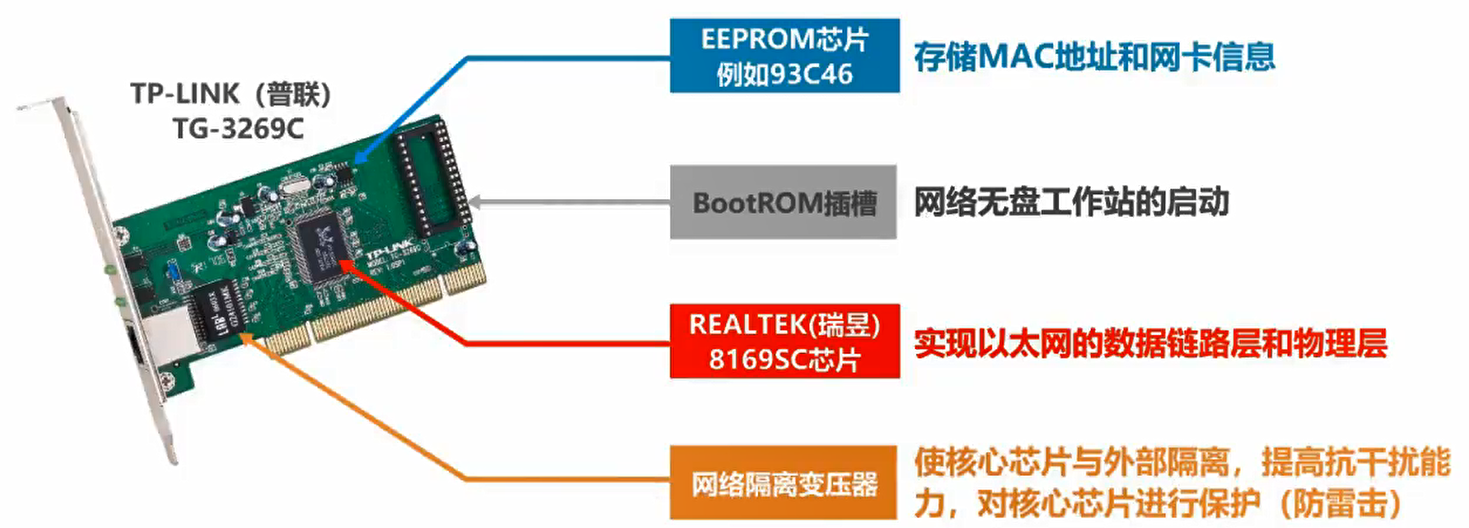 TP-LINK（普联）
TG-3269C
EEPROM芯片
例如93C46
存储MAC地址和网卡信息
BootROM插槽
网络无盘工作站的启动
REALTEK(瑞昱)
8169SC芯片
实现以太网的数据链路层和物理层
网络隔离变压器
使核心芯片与外部隔离，提高抗干扰能
力，对核心芯片进行保护（防雷击）
TP-LINK
MODEL: TG-3269C